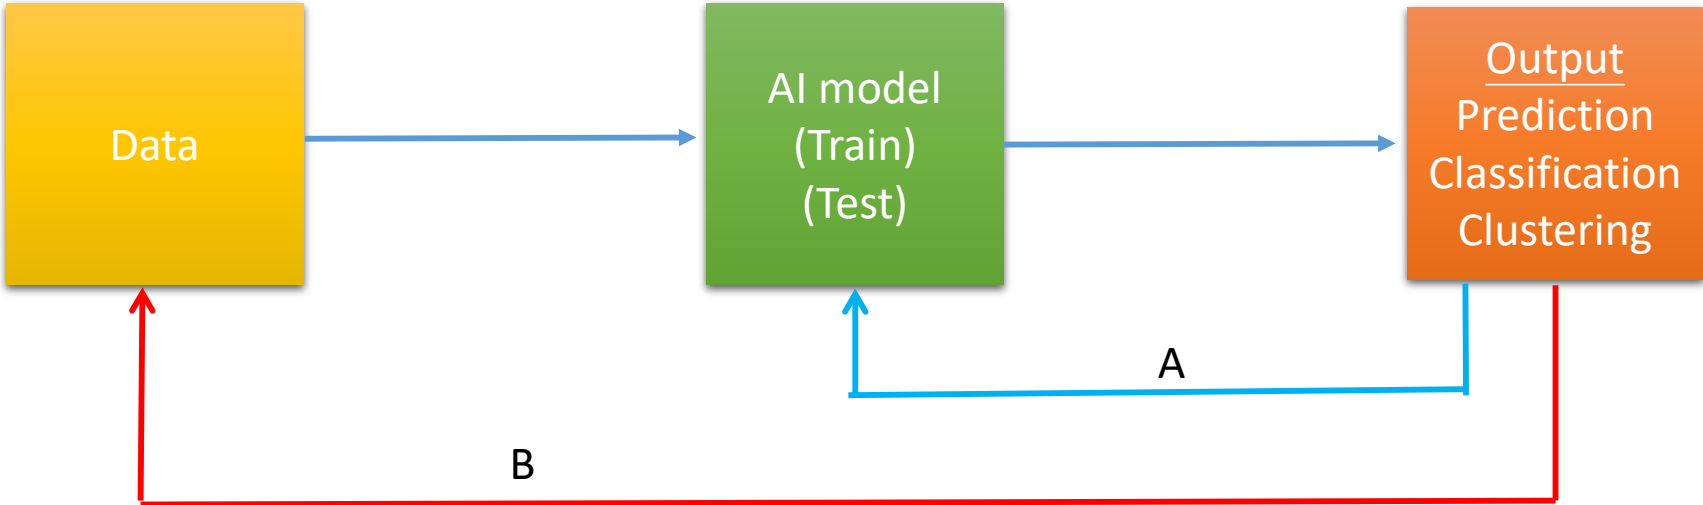 Data
AI model
(Train)
(Test)
Output
Prediction
Classification
Clustering
A
B